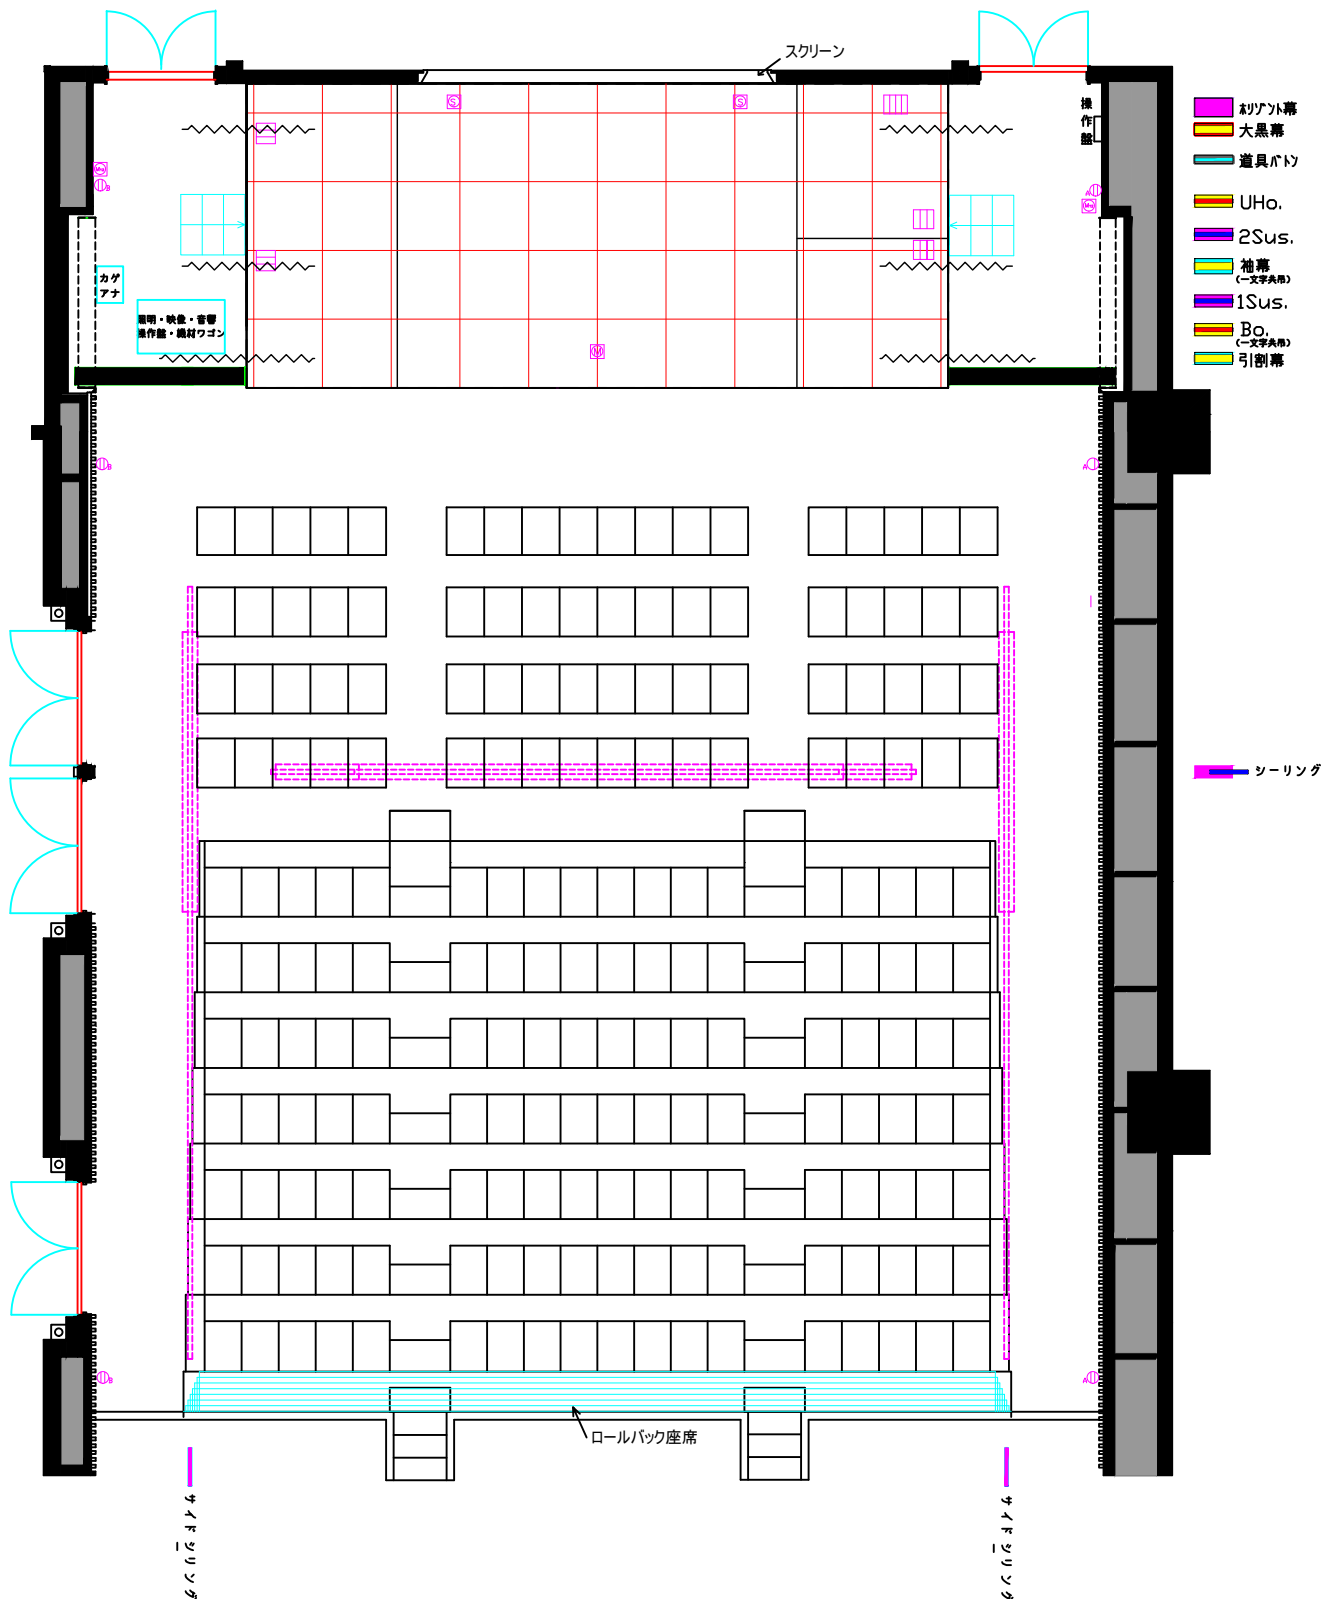 スクリーン
操作盤
ホリゾント幕
大黒幕
道具バトン
UHo.
2Sus.
袖幕
(一文字共吊)
1Sus.
Bo.
(一文字共吊)
引割幕
カゲ
アナ
照明・映像・音響
操作盤・機材ワゴン
シーリング
ロールバック座席
サイドシーリング
サイドシーリング